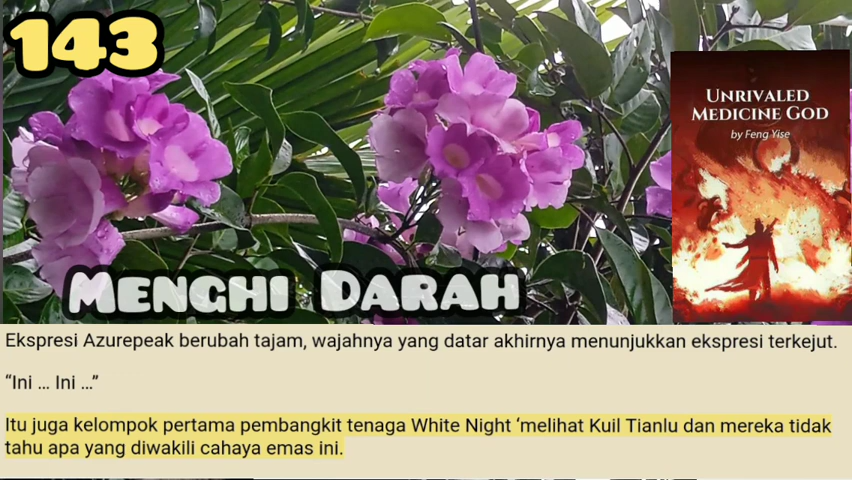 143
UNRIVALED
MEDICINE GOD
by Feng Yise
MENGHI DARAH
Ekspresi Azurepeak berubah tajam, wajahnya yang datar akhirnya menunjukkan ekspresi terkejut.
“Ini ... Ini ...”
Itu juga kelompok pertama pembangkit tenaga White Night ‘melihat Kuil Tianlu dan mereka tidak
tahu apa yang diwakili cahaya emas ini.